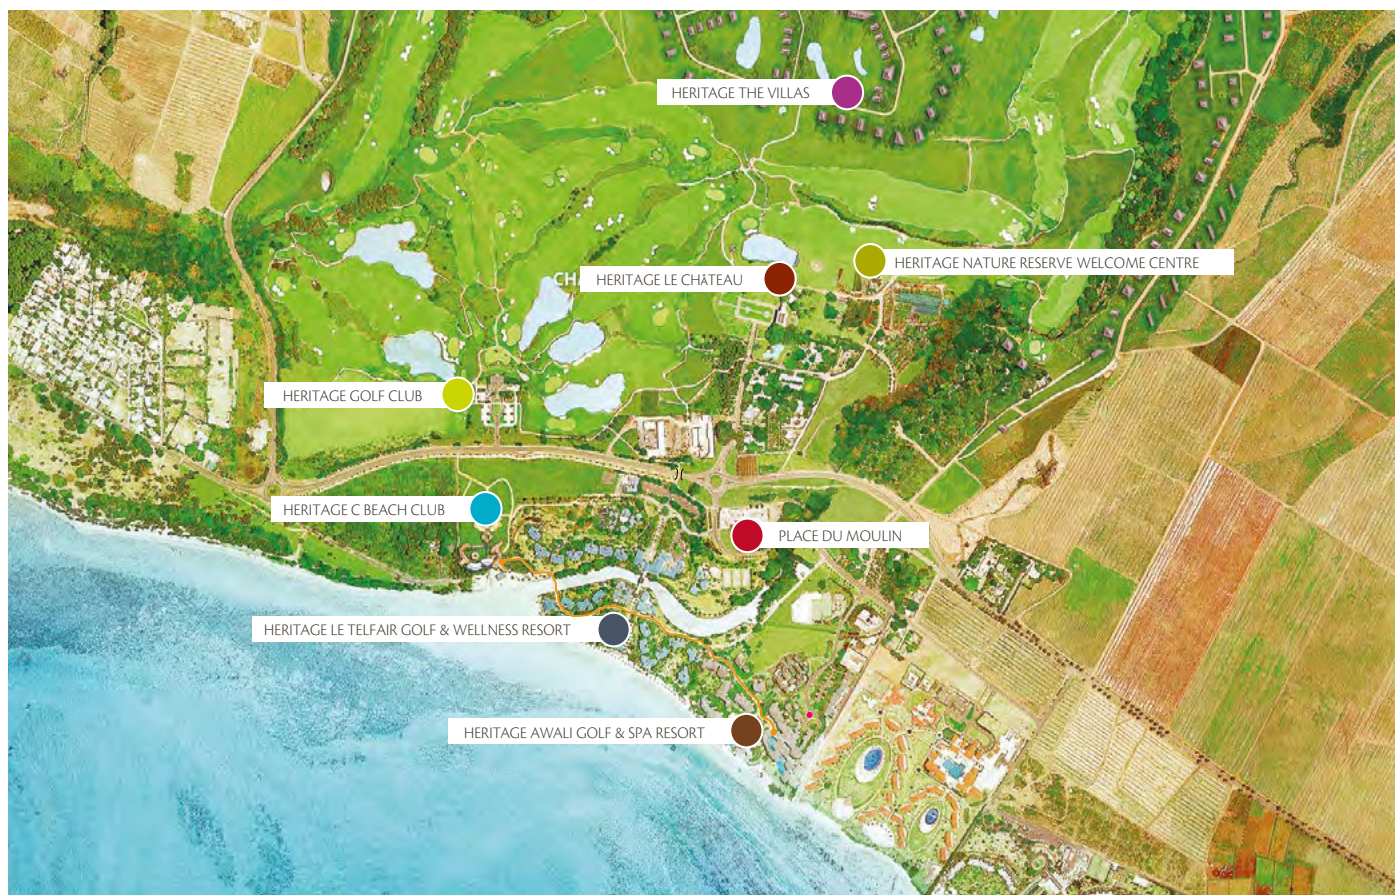 HERITAGE THE VILLAS
HERITAGE NATURE RESERVE WELCOME CENTRE
CH
HERITAGE LE CHÂTEAU
HERITAGE GOLF CLUB
HERITAGE C BEACH CLUB
PLACE DU MOULIN
HERITAGE LE TELFAIR GOLF & WELLNESS RESORT
HERITAGE AWALI GOLF & SPA RESORT